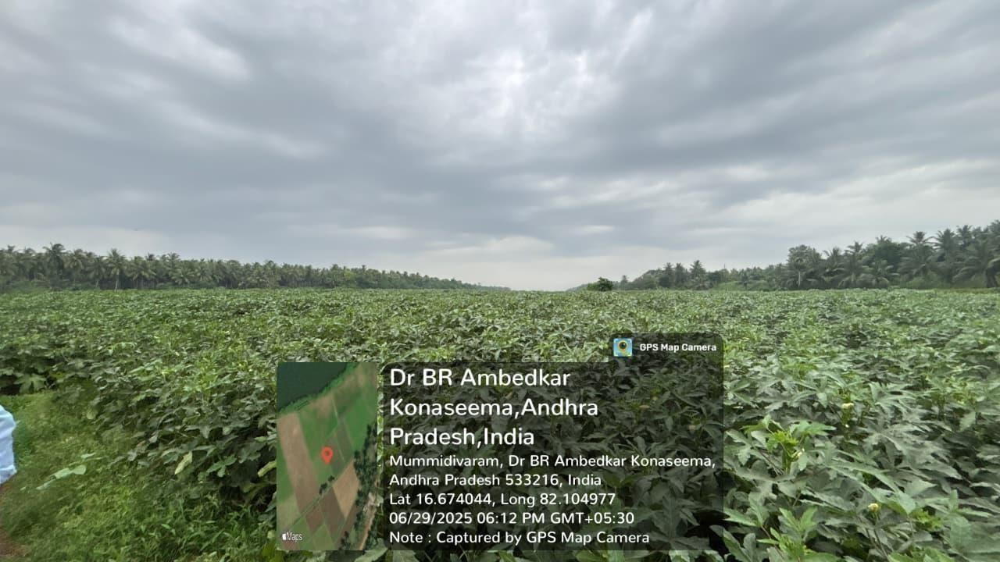 GPS Map Camera
Dr BR Ambedkar
Konaseema,Andhra
Pradesh,India
Mummidivaram, Dr BR Ambedkar Konaseema,
Andhra Pradesh 533216, India
Lat 16.674044, Long 82.104977
06/29/2025 06:12 PM GMT+05:30
Note : Captured by GPS Map Camera
Maps